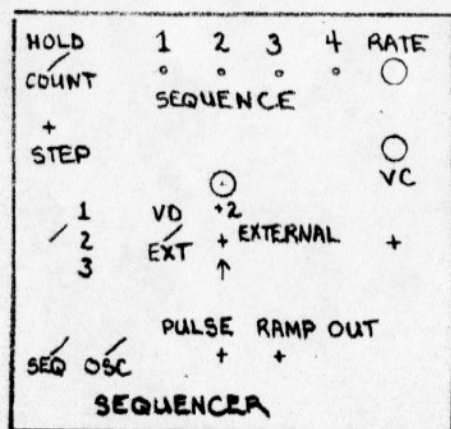 HOLD 1 2 3 4 RATE
COUNT
SEQUENCE
+
STEP
VC
1 VD +2
2 EXT + EXTERNAL +
3 ↑
PULSE RAMP OUT
+ +
SEQ OSC
SEQUENCER